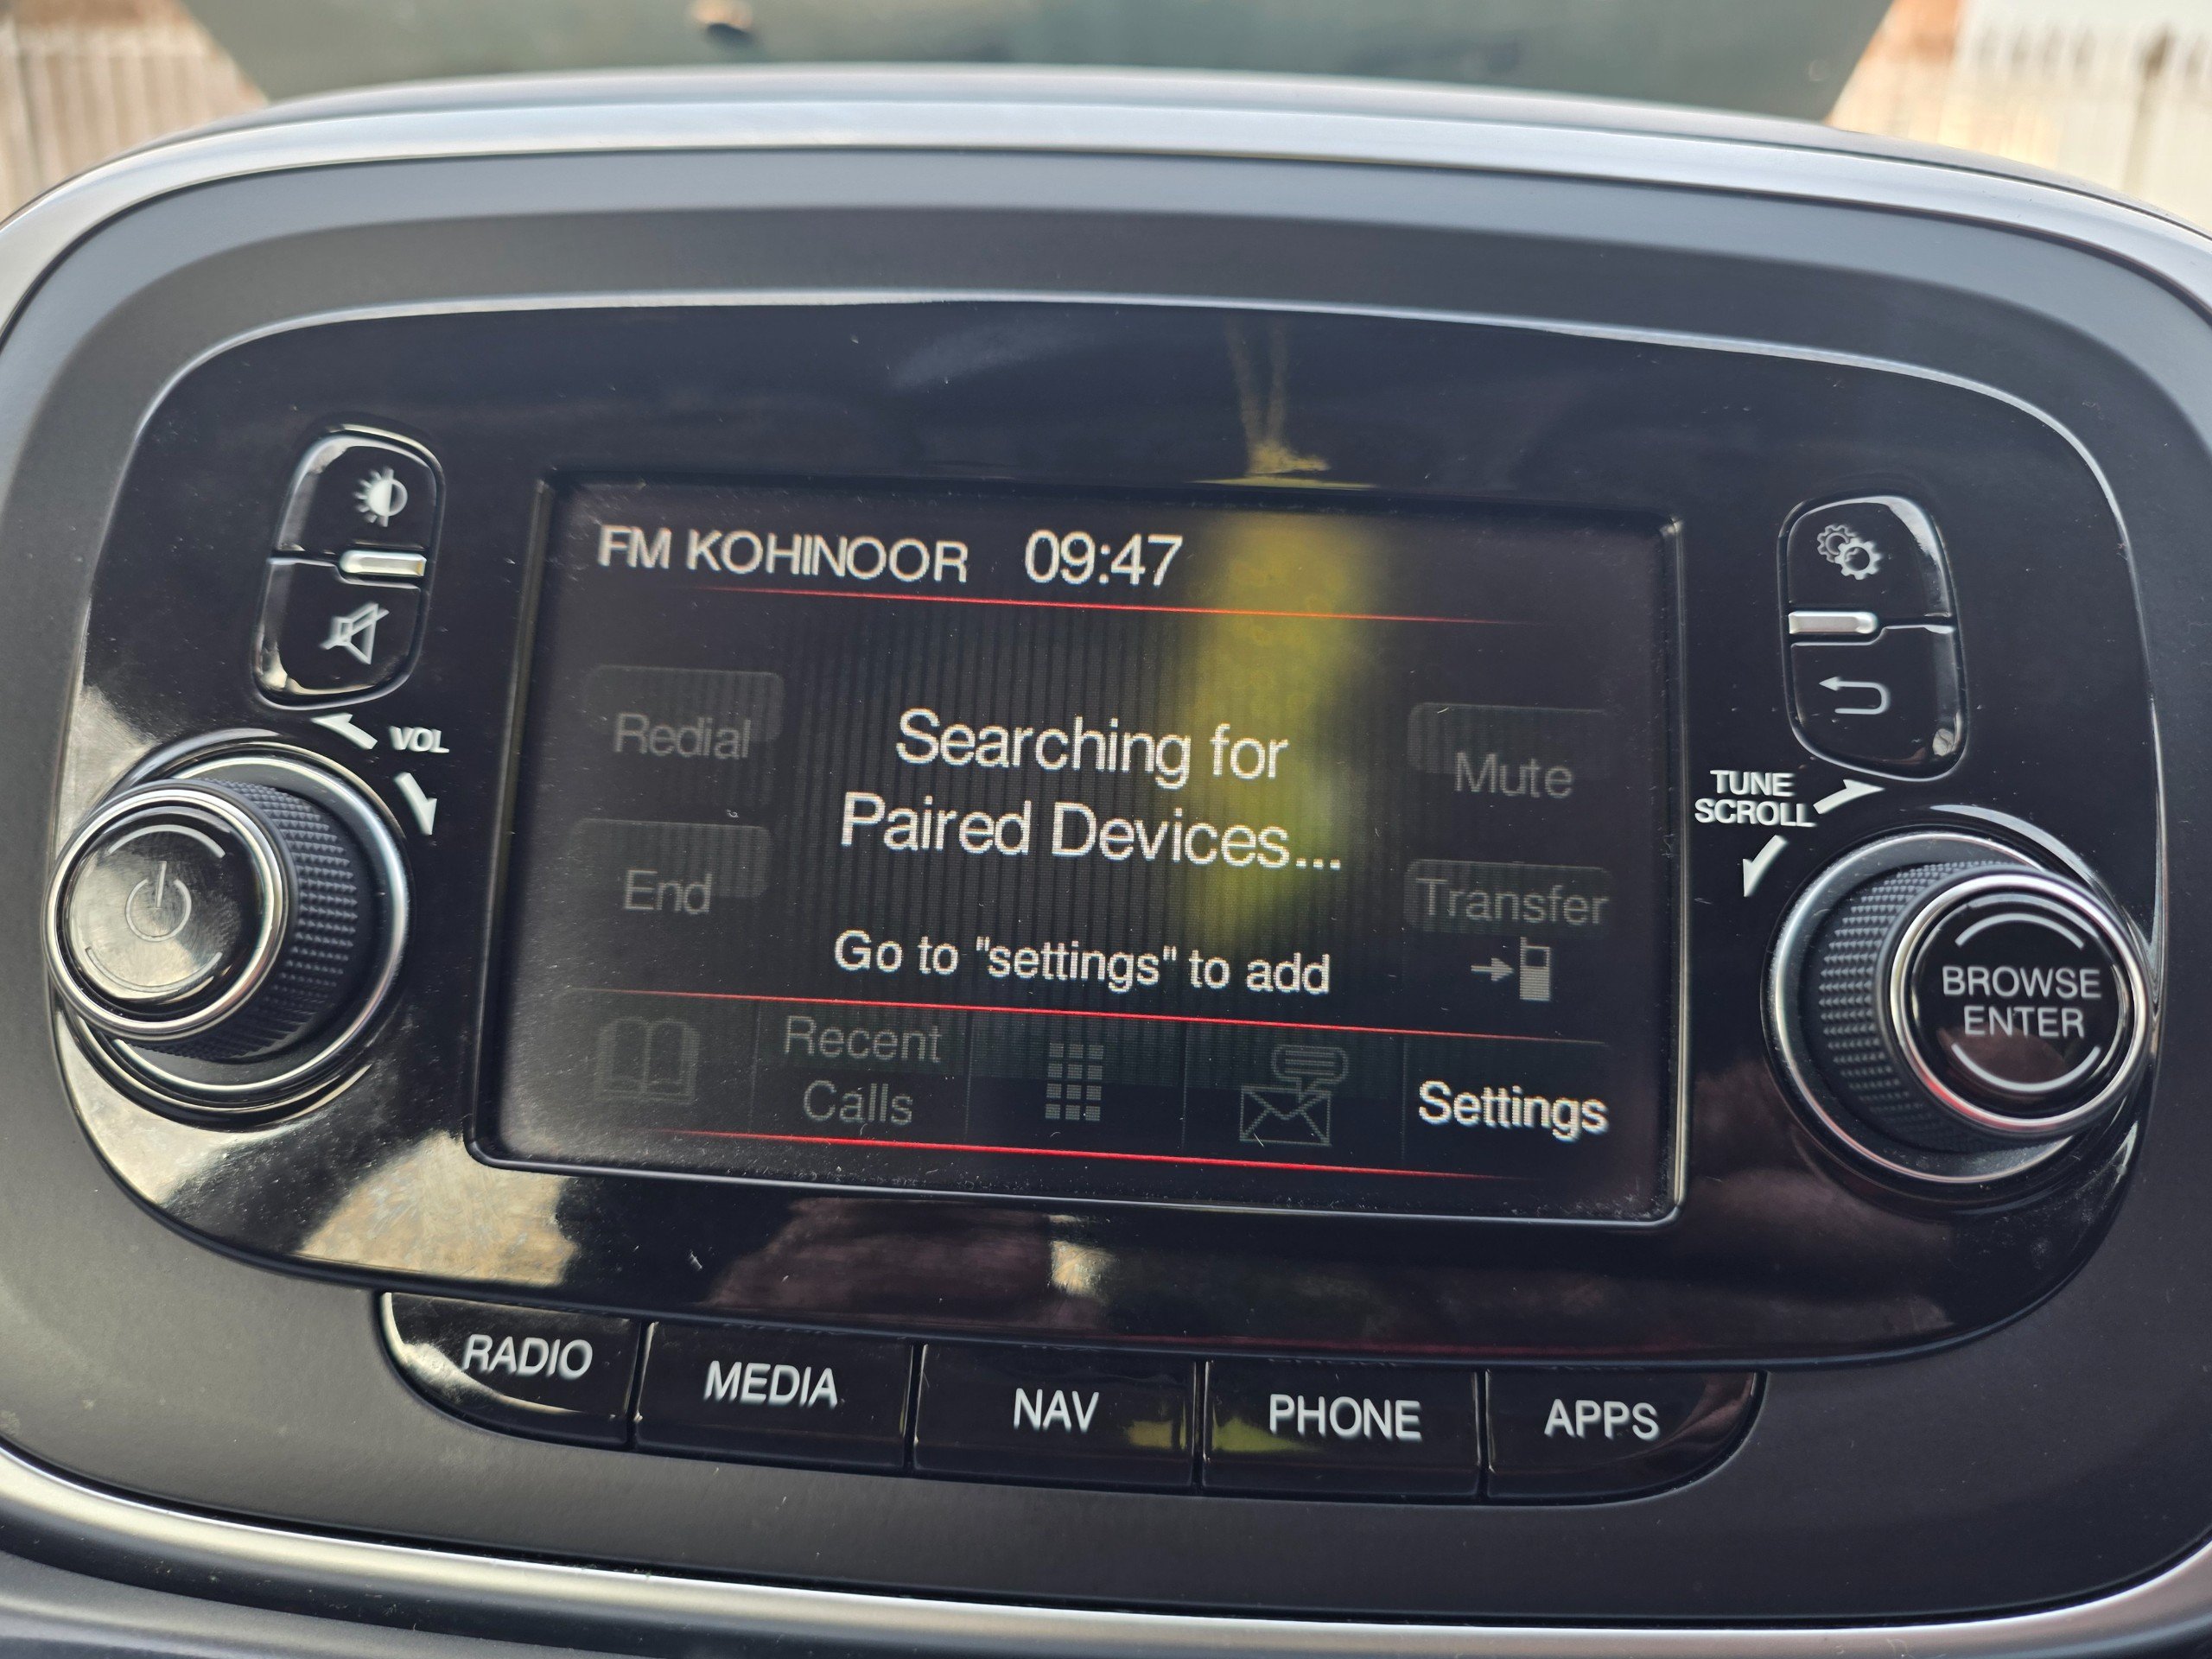 FM KOHINOOR 09:47
VOL
Redial
Searching for
Paired Devices...
Mute
TUNE
SCROLL
End
Transfer
Go to "settings" to add
BROWSE
ENTER
Recent
Calls
Settings
RADIO
MEDIA
NAV
PHONE
APPS